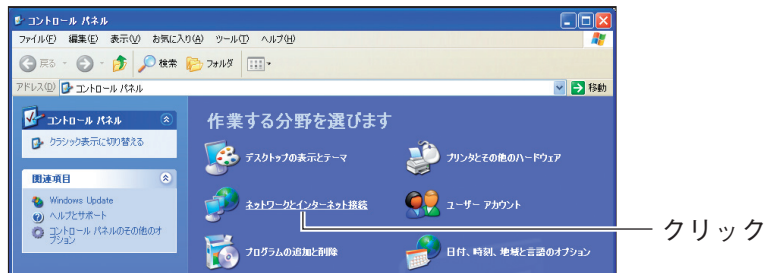 コントロール パネル
ファイル(F) 編集(E) 表示(V) お気に入り(A) ツール(T) ヘルプ(H)
戻る 検索 フォルダ
アドレス(D) コントロール パネル 移動
コントロール パネル
クラシック表示に切り替える
関連項目
Windows Update
ヘルプとサポート
コントロール パネルのその他のオ
プション
作業する分野を選びます
デスクトップの表示とテーマ
プリンタとその他のハードウェア
ネットワークとインターネット接続
ユーザー アカウント
プログラムの追加と削除
日付、時刻、地域と言語のオプション
クリック